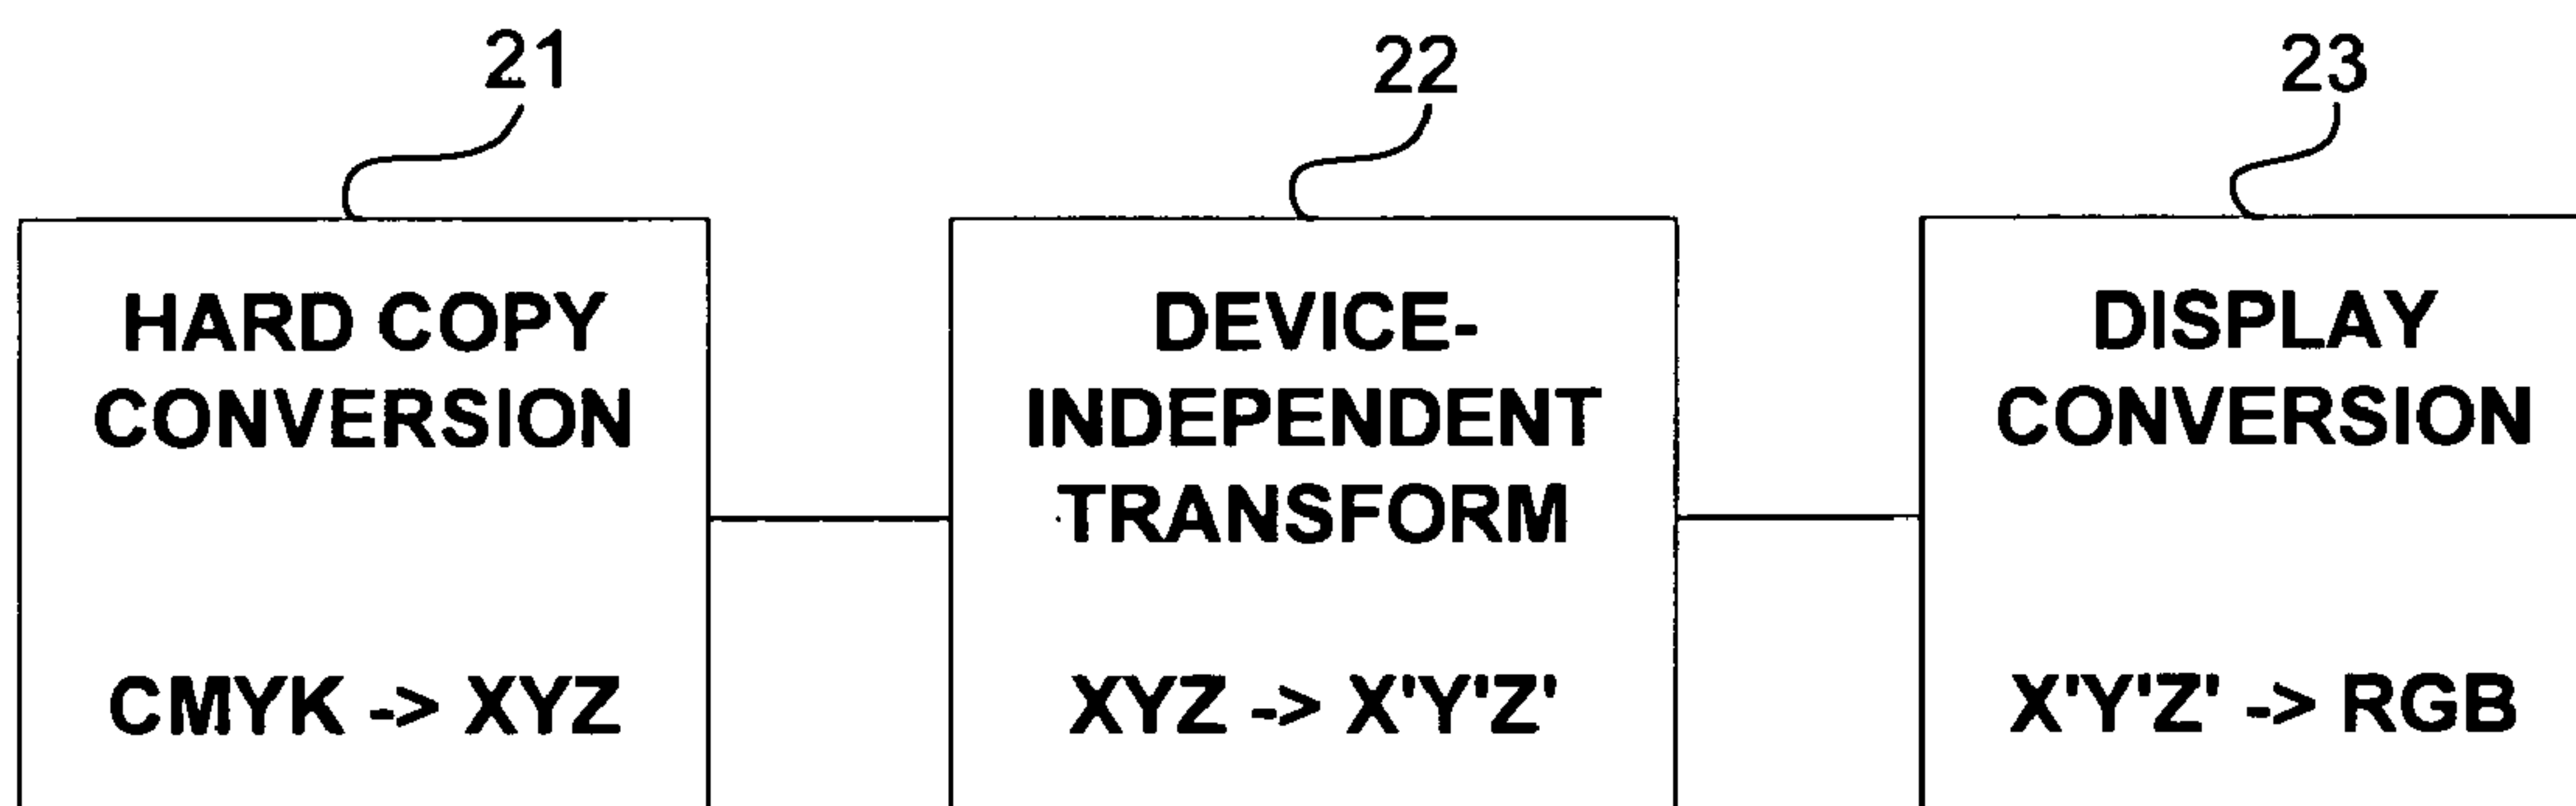 21
22
23
HARD COPY
CONVERSION
CMYK -> XYZ
DEVICE-
INDEPENDENT
TRANSFORM
XYZ -> X'Y'Z'
DISPLAY
CONVERSION
X'Y'Z' -> RGB